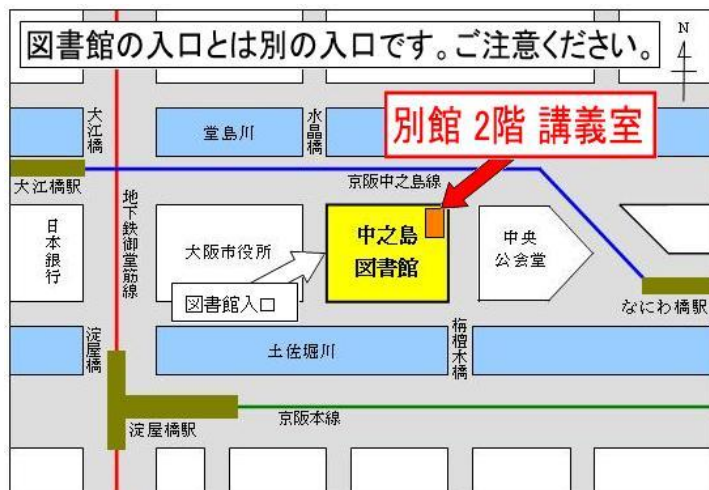 図書館の入口とは別の入口です。ご注意ください。
N
大江橋
堂島川
水晶橋
別館 2階 講義室
大江橋駅
京阪中之島線
地下鉄御堂筋線
日本銀行
大阪市役所
中之島
図書館
中央
公会堂
図書館入口
なにわ橋駅
淀屋橋
土佐堀川
栴檀木橋
淀屋橋駅
京阪本線